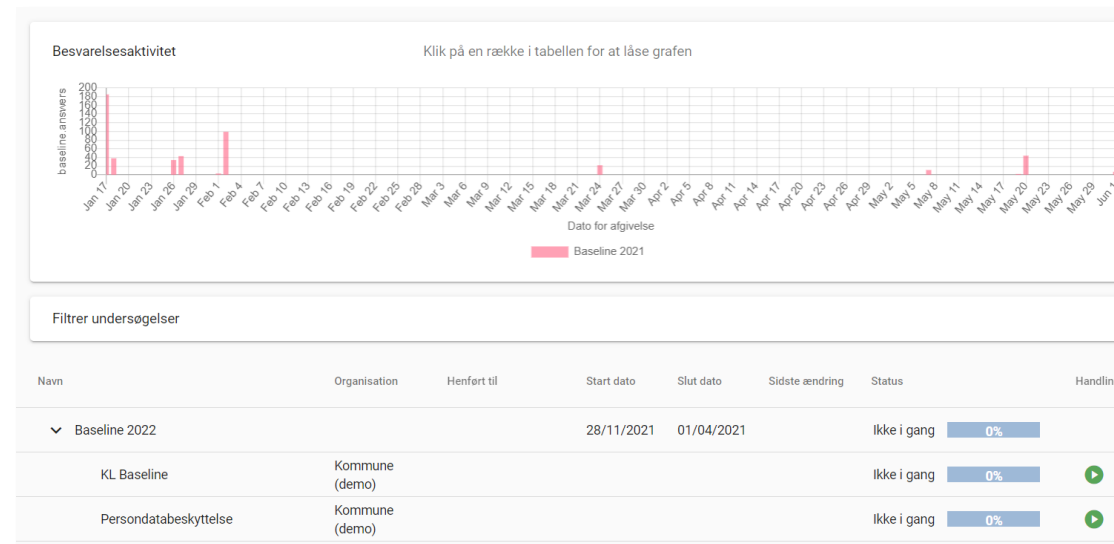 Besvarelsesaktivitet
Klik på en række i tabellen for at låse grafen
baseline.answers
200
180
160
140
120
100
80
60
40
20
0
Jan 17 Jan 20 Jan 23 Jan 26 Jan 29 Feb 1 Feb 4 Feb 7 Feb 10 Feb 13 Feb 16 Feb 19 Feb 22 Feb 25 Feb 28 Mar 3 Mar 6 Mar 9 Mar 12 Mar 15 Mar 18 Mar 21 Mar 24 Mar 27 Mar 30 Apr 2 Apr 5 Apr 8 Apr 11 Apr 14 Apr 17 Apr 20 Apr 23 Apr 26 Apr 29 May 2 May 5 May 8 May 11 May 14 May 17 May 20 May 23 May 26 May 29 Jun 1
Dato for afgivelse
Baseline 2021
Filtrer undersøgelser
Navn Organisation Henført til Start dato Slut dato Sidste ændring Status Handlin
Baseline 2022 28/11/2021 01/04/2021 Ikke i gang 0%
KL Baseline Kommune (demo) Ikke i gang 0%
Persondatabeskyttelse Kommune (demo) Ikke i gang 0%